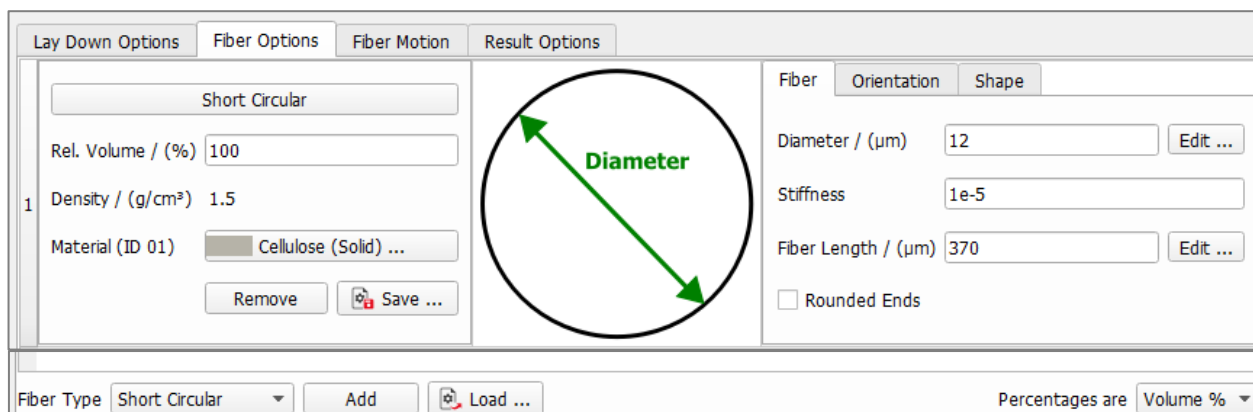 Lay Down Options
Fiber Options
Fiber Motion
Result Options
1
Short Circular
Rel. Volume / (%) 100
Density / (g/cm³) 1.5
Material (ID 01) Cellulose (Solid) ...
Remove
Save ...
Diameter
Fiber
Orientation
Shape
Diameter / (µm) 12 Edit ...
Stiffness 1e-5
Fiber Length / (µm) 370 Edit ...
Rounded Ends
Fiber Type Short Circular Add Load ... Percentages are Volume %